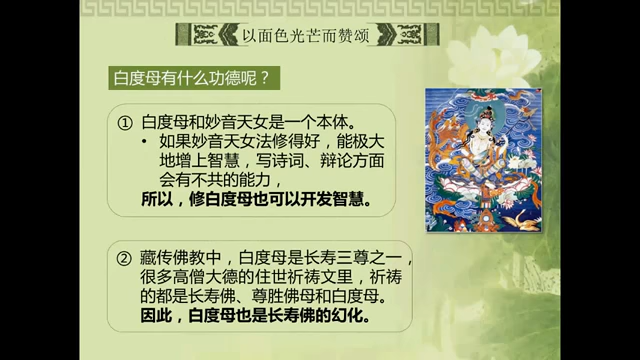 以面色光芒而赞颂
白度母有什么功德呢？
① 白度母和妙音天女是一个本体。
• 如果妙音天女法修得好，能极大
地增上智慧，写诗词、辩论方面
会有不共的能力，
所以，修白度母也可以开发智慧。
② 藏传佛教中，白度母是长寿三尊之一，
很多高僧大德的住世祈祷文里，祈祷
的都是长寿佛、尊胜佛母和白度母。
因此，白度母也是长寿佛的幻化。